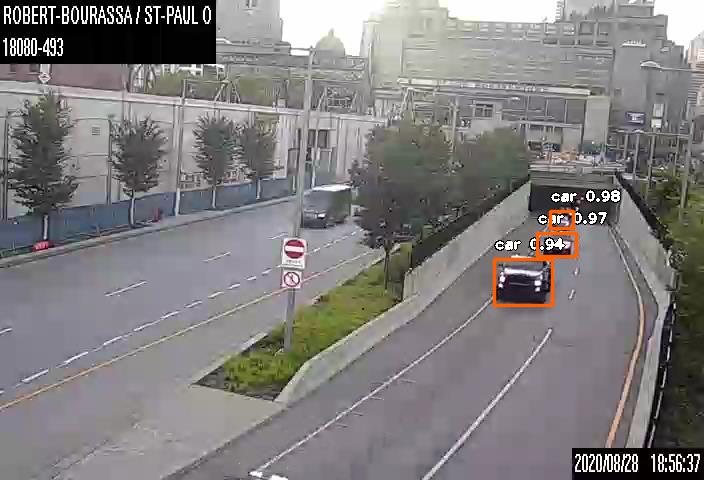 ROBERT-BOURASSA / ST-PAUL O
18080-493
car 0.98
car 0.97
car 0.94
2020/08/28 18:56:37